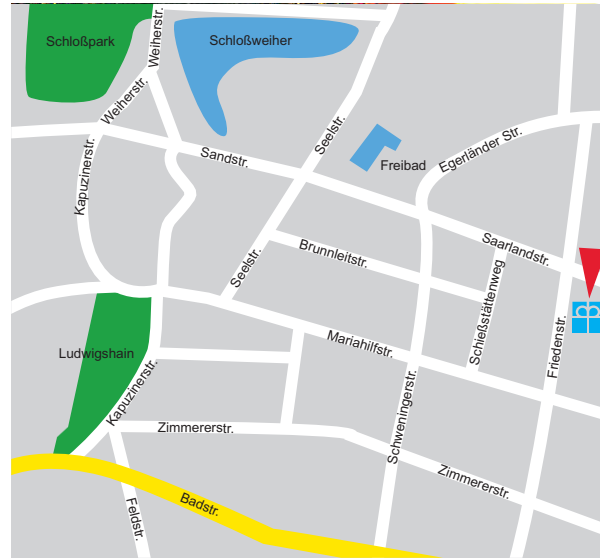 Weiherstr.
Schloßpark
Schloßweiher
Weiherstr.
Seelstr.
Egerländer Str.
Sandstr.
Freibad
Kapuzinerstr.
Saarlandstr.
Brunnleitstr.
Seelstr.
Schießstättenweg
Mariahilfstr.
Friedenstr.
Ludwigshain
Kapuzinerstr.
Schweningerstr.
Zimmererstr.
Zimmererstr.
Badstr.
Feldstr.